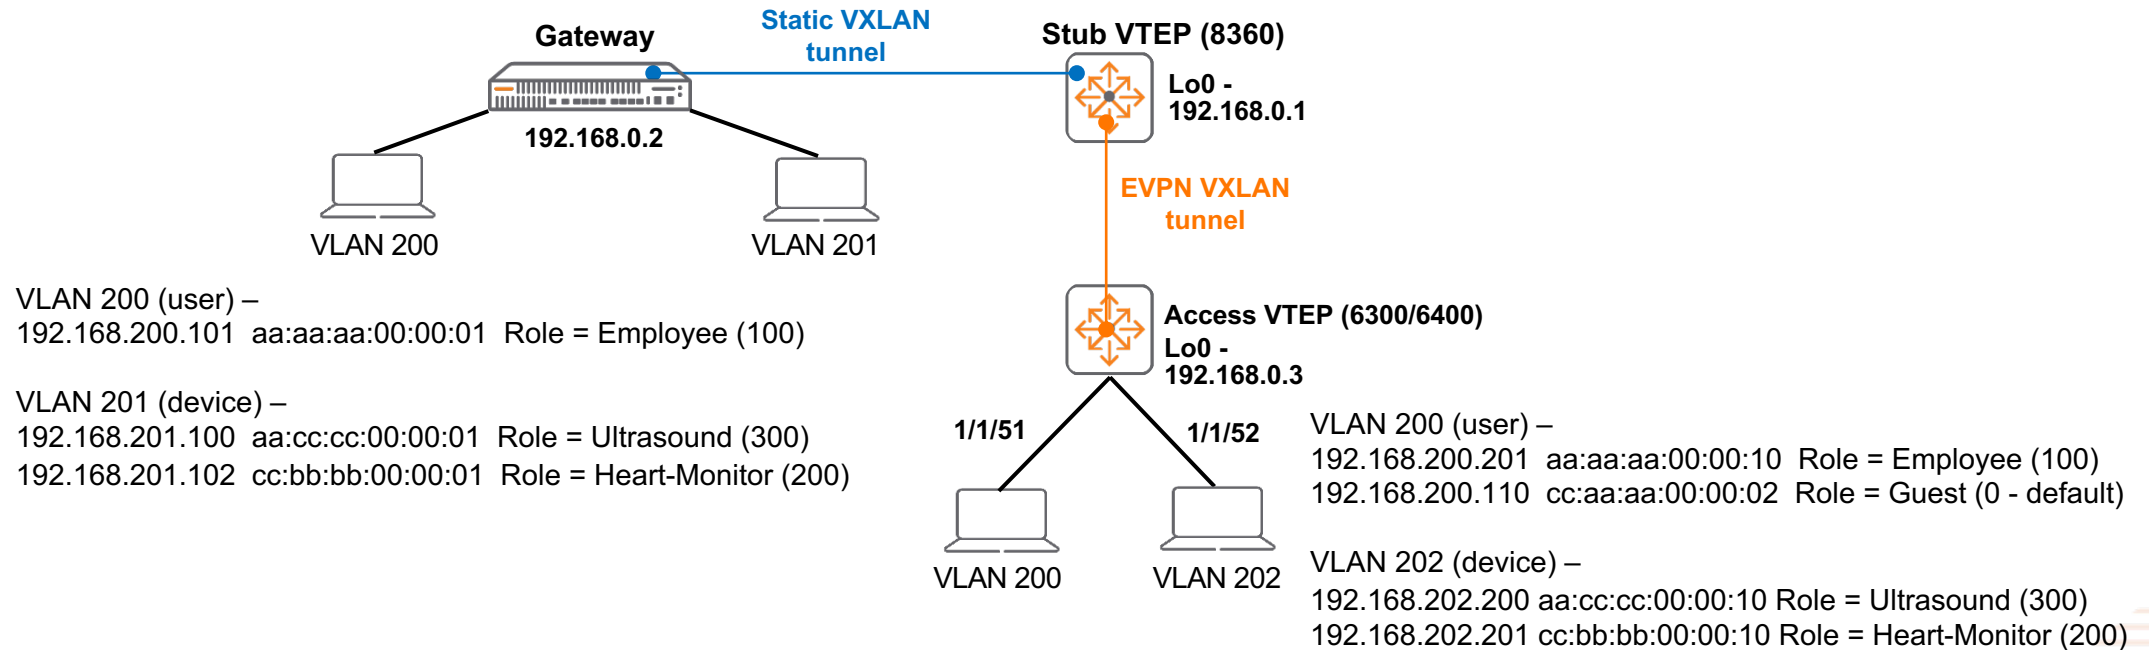 Static VXLAN
tunnel
Gateway
Stub VTEP (8360)
Lo0 -
192.168.0.1
192.168.0.2
EVPN VXLAN
tunnel
VLAN 200
VLAN 201
VLAN 200 (user) –
192.168.200.101 aa:aa:aa:00:00:01 Role = Employee (100)
VLAN 201 (device) –
192.168.201.100 aa:cc:cc:00:00:01 Role = Ultrasound (300)
192.168.201.102 cc:bb:bb:00:00:01 Role = Heart-Monitor (200)
Access VTEP (6300/6400)
Lo0 -
192.168.0.3
1/1/51
1/1/52
VLAN 200
VLAN 202
VLAN 200 (user) –
192.168.200.201 aa:aa:aa:00:00:10 Role = Employee (100)
192.168.200.110 cc:aa:aa:00:00:02 Role = Guest (0 - default)
VLAN 202 (device) –
192.168.202.200 aa:cc:cc:00:00:10 Role = Ultrasound (300)
192.168.202.201 cc:bb:bb:00:00:10 Role = Heart-Monitor (200)